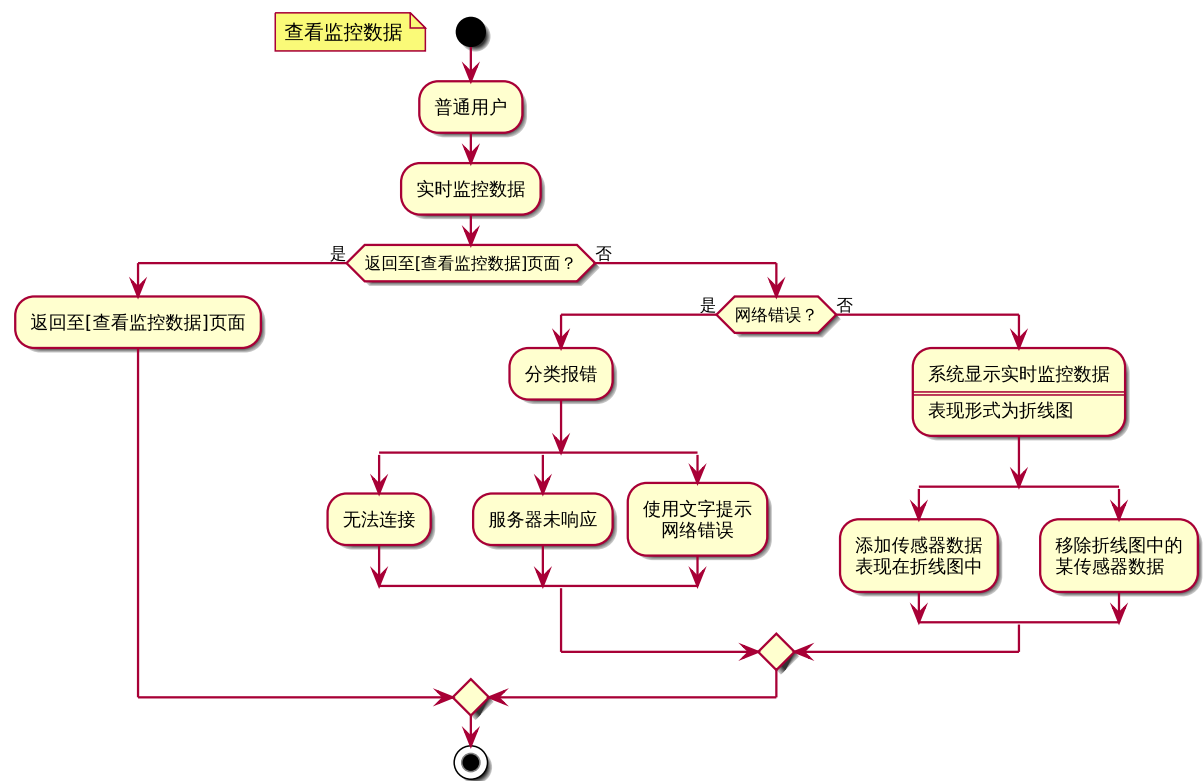 查看监控数据
普通用户
实时监控数据
是
返回至[查看监控数据]页面？
否
返回至[查看监控数据]页面
是
网络错误？
否
分类报错
系统显示实时监控数据
表现形式为折线图
无法连接
服务器未响应
使用文字提示
网络错误
添加传感器数据
表现在折线图中
移除折线图中的
某传感器数据